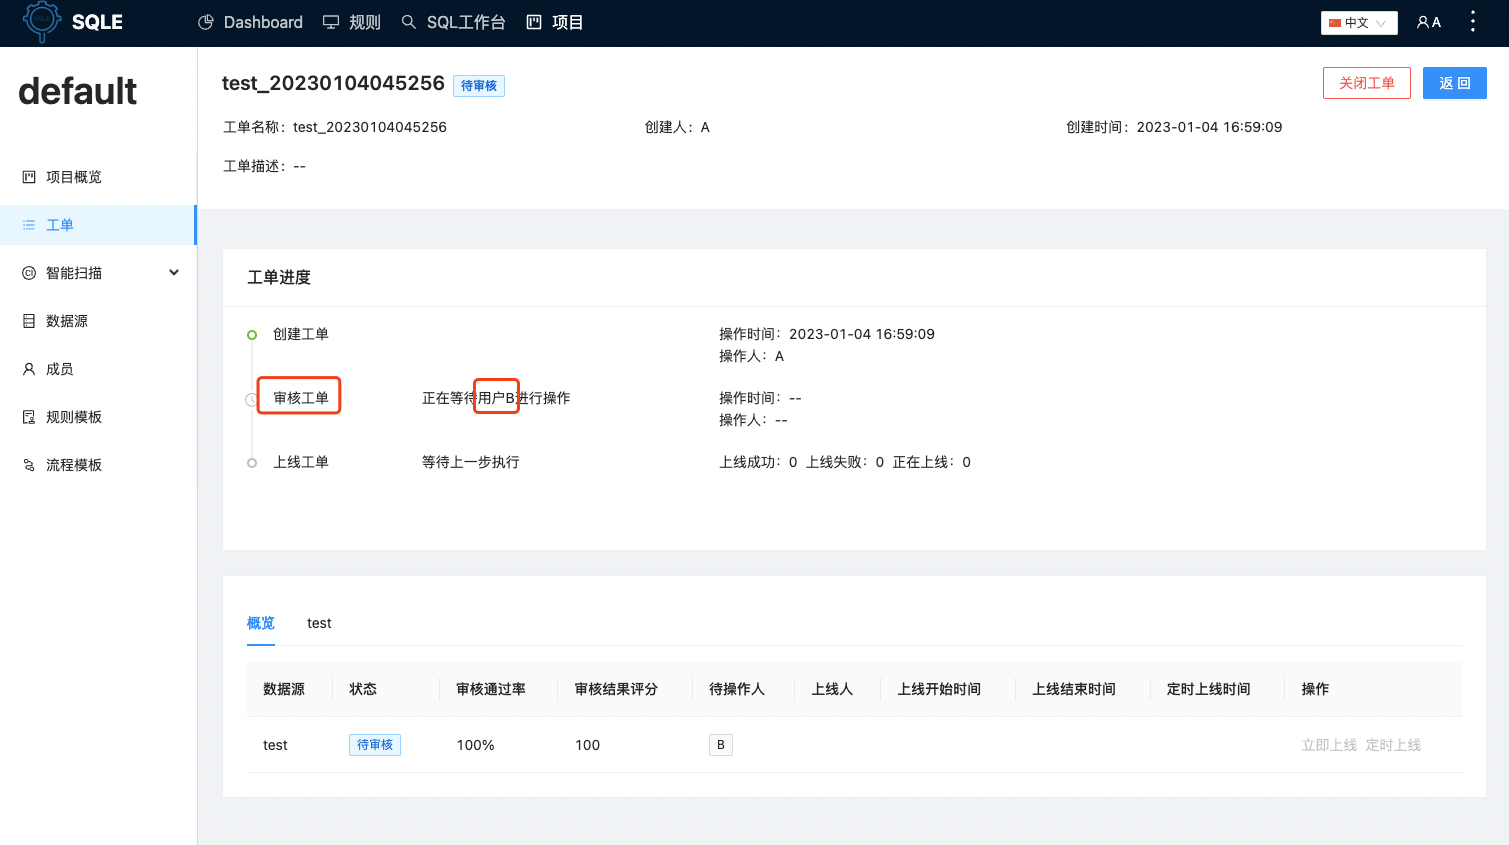 SQLE Dashboard 规则 SQL工作台 项目 中文 A
default
项目概览
工单
智能扫描
数据源
成员
规则模板
流程模板
test_20230104045256 待审核 关闭工单 返 回
工单名称：test_20230104045256 创建人：A 创建时间：2023-01-04 16:59:09
工单描述：--
工单进度
创建工单 操作时间：2023-01-04 16:59:09
操作人：A
审核工单 正在等待用户B进行操作 操作时间：--
操作人：--
上线工单 等待上一步执行 上线成功：0 上线失败：0 正在上线：0
概览 test
数据源 状态 审核通过率 审核结果评分 待操作人 上线人 上线开始时间 上线结束时间 定时上线时间 操作
test 待审核 100% 100 B 立即上线 定时上线